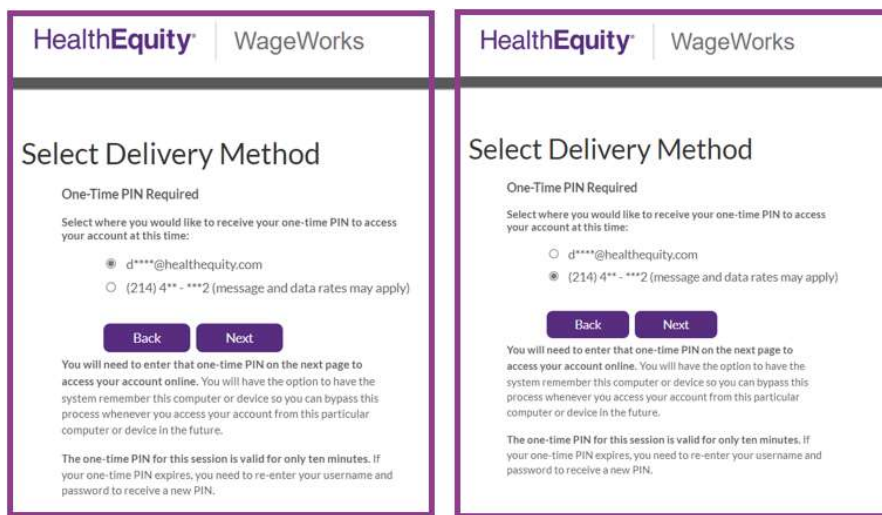 HealthEquity® WageWorks
Select Delivery Method
One-Time PIN Required
Select where you would like to receive your one-time PIN to access
your account at this time:
d****@healthequity.com
(214) 4** - ***2 (message and data rates may apply)
Back Next
You will need to enter that one-time PIN on the next page to
access your account online. You will have the option to have the
system remember this computer or device so you can bypass this
process whenever you access your account from this particular
computer or device in the future.
The one-time PIN for this session is valid for only ten minutes. If
your one-time PIN expires, you need to re-enter your username and
password to receive a new PIN.
HealthEquity® WageWorks
Select Delivery Method
One-Time PIN Required
Select where you would like to receive your one-time PIN to access
your account at this time:
d****@healthequity.com
(214) 4** - ***2 (message and data rates may apply)
Back Next
You will need to enter that one-time PIN on the next page to
access your account online. You will have the option to have the
system remember this computer or device so you can bypass this
process whenever you access your account from this particular
computer or device in the future.
The one-time PIN for this session is valid for only ten minutes. If
your one-time PIN expires, you need to re-enter your username and
password to receive a new PIN.